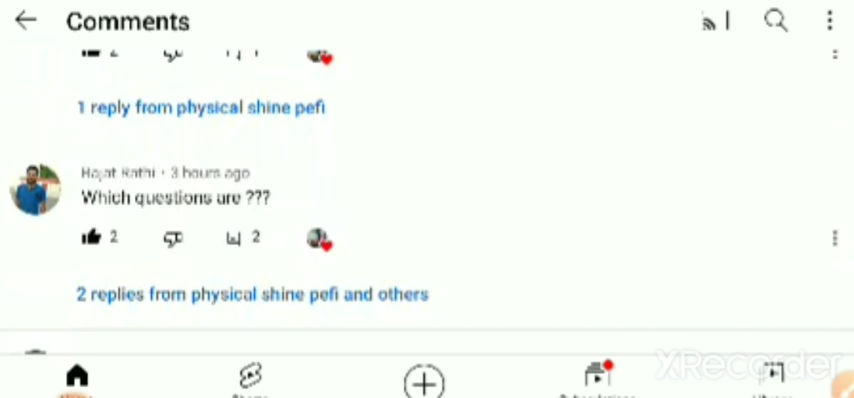 Comments
1 reply from physical shine pefi
Rajat Rathi • 3 hours ago
Which questions are ???
2
2
2 replies from physical shine pefi and others
XRecorder